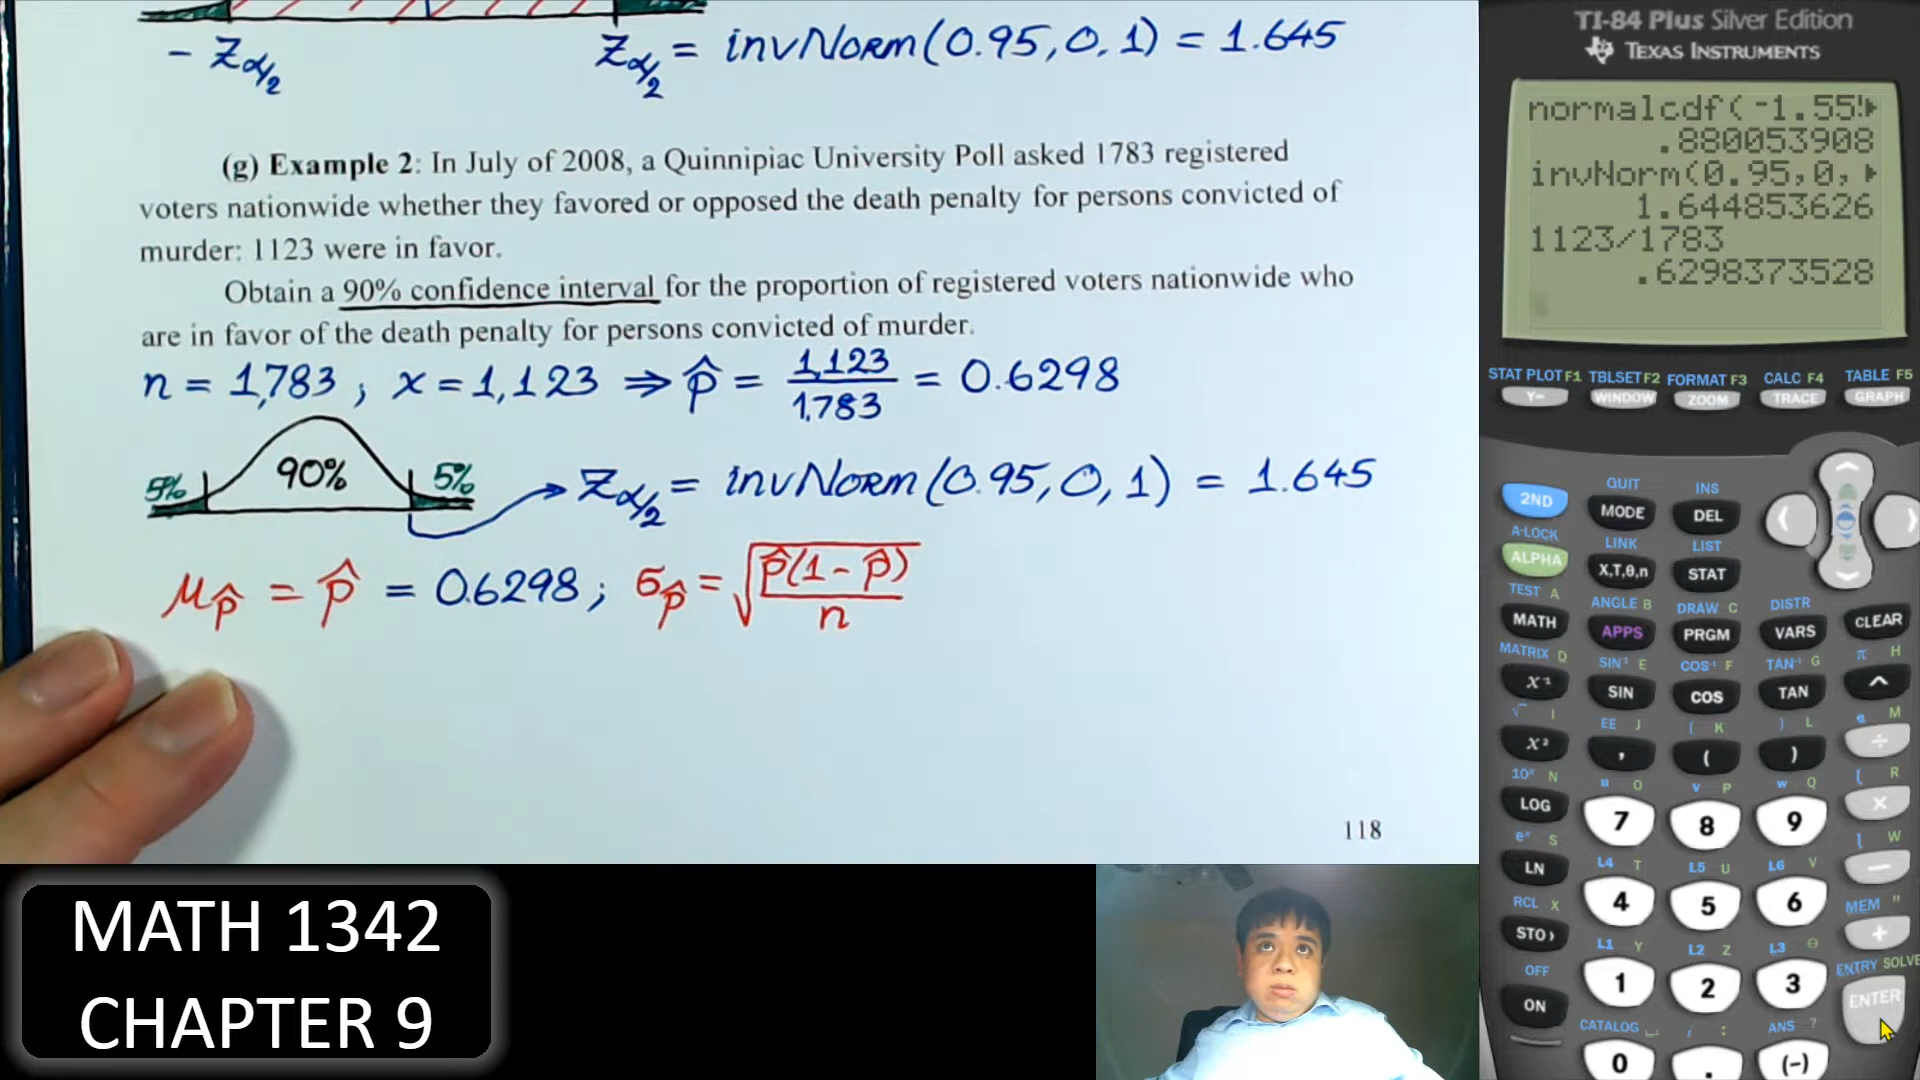 - Zα/2 Zα/2 = invNorm(0.95, 0, 1) = 1.645
(g) Example 2: In July of 2008, a Quinnipiac University Poll asked 1783 registered
voters nationwide whether they favored or opposed the death penalty for persons convicted of
murder: 1123 were in favor.
Obtain a 90% confidence interval for the proportion of registered voters nationwide who
are in favor of the death penalty for persons convicted of murder.
n = 1,783 ; x = 1,123 ⇒ p̂ = 1,123/1,783 = 0.6298
5% 90% 5% → Zα/2 = invNorm(0.95, 0, 1) = 1.645
μp̂ = p̂ = 0.6298 ; σp̂ = √(p̂(1-p̂)/n)
118
MATH 1342
CHAPTER 9
TI-84 Plus Silver Edition
TEXAS INSTRUMENTS
normalcdf(-1.55
.880053908
invNorm(0.95,0,
1.644853626
1123/1783
.6298373528
STAT PLOT F1 TBLSET F2 FORMAT F3 CALC F4 TABLE F5
Y= WINDOW ZOOM TRACE GRAPH
QUIT INS
2ND MODE DEL
A-LOCK LINK LIST
ALPHA X,T,θ,n STAT
TEST A ANGLE B DRAW C DISTR
MATH APPS PRGM VARS CLEAR
MATRIX D SIN⁻¹ E COS⁻¹ F TAN⁻¹ G π H
X⁻¹ SIN COS TAN ^
√ I EE J { K } L e M
X² , ( ) ÷
10ˣ N u O v P w Q [ R
LOG 7 8 9 ×
eˣ S L4 T L5 U L6 V ] W
LN 4 5 6 −
RCL X L1 Y L2 Z L3 θ MEM "
STO› 1 2 3 +
OFF CATALOG i : ANS ? ENTRY SOLVE
ON 0 . (-) ENTER